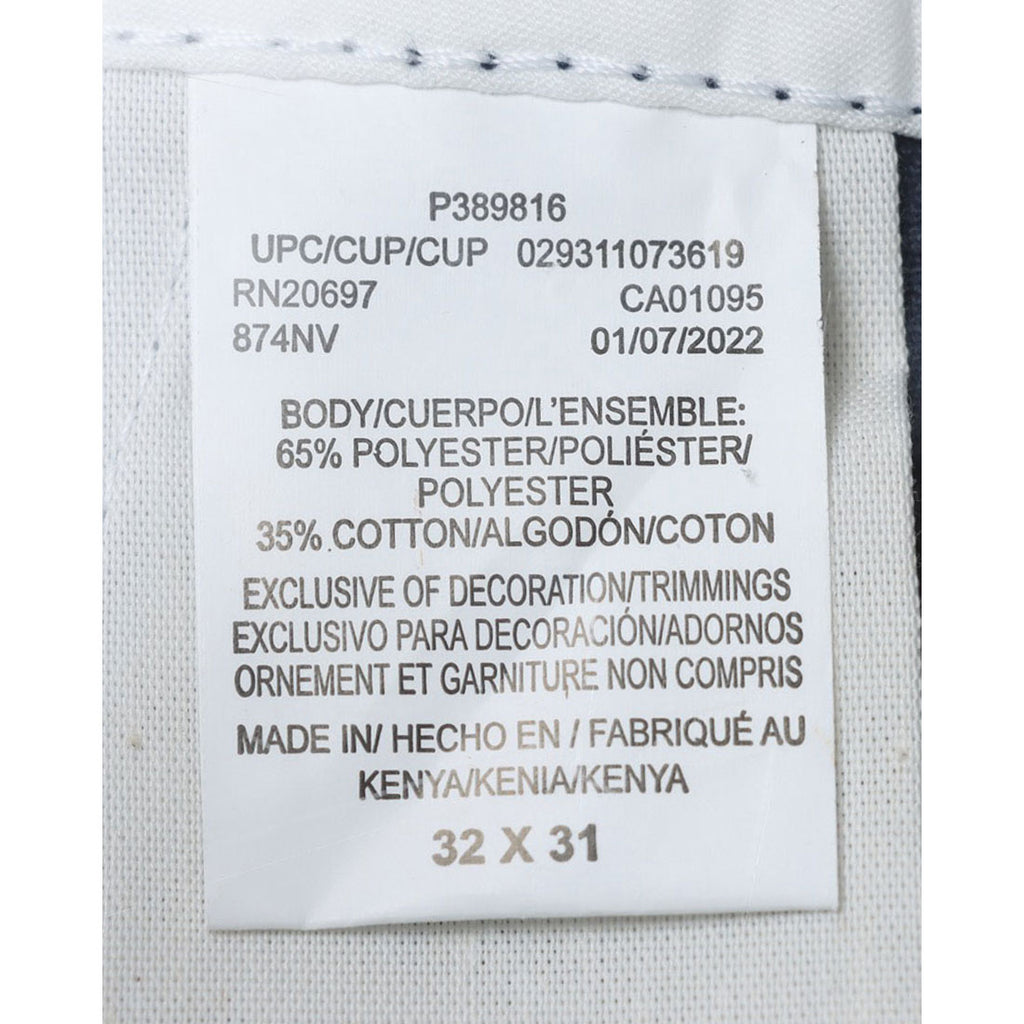 P389816
UPC/CUP/CUP 029311073619
RN20697 CA01095
874NV 01/07/2022
BODY/CUERPO/L'ENSEMBLE:
65% POLYESTER/POLIÉSTER/
POLYESTER
35% COTTON/ALGODÓN/COTON
EXCLUSIVE OF DECORATION/TRIMMINGS
EXCLUSIVO PARA DECORACIÓN/ADORNOS
ORNEMENT ET GARNITURE NON COMPRIS
MADE IN/ HECHO EN / FABRIQUÉ AU
KENYA/KENIA/KENYA
32 X 31